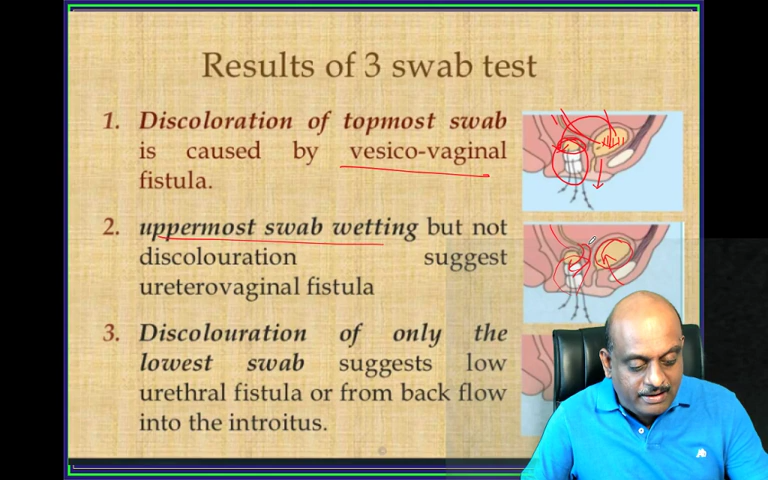 Results of 3 swab test
1. Discoloration of topmost swab
is caused by vesico-vaginal
fistula.
2. uppermost swab wetting but not
discolouration suggest
ureterovaginal fistula
3. Discolouration of only the
lowest swab suggests low
urethral fistula or from back flow
into the introitus.